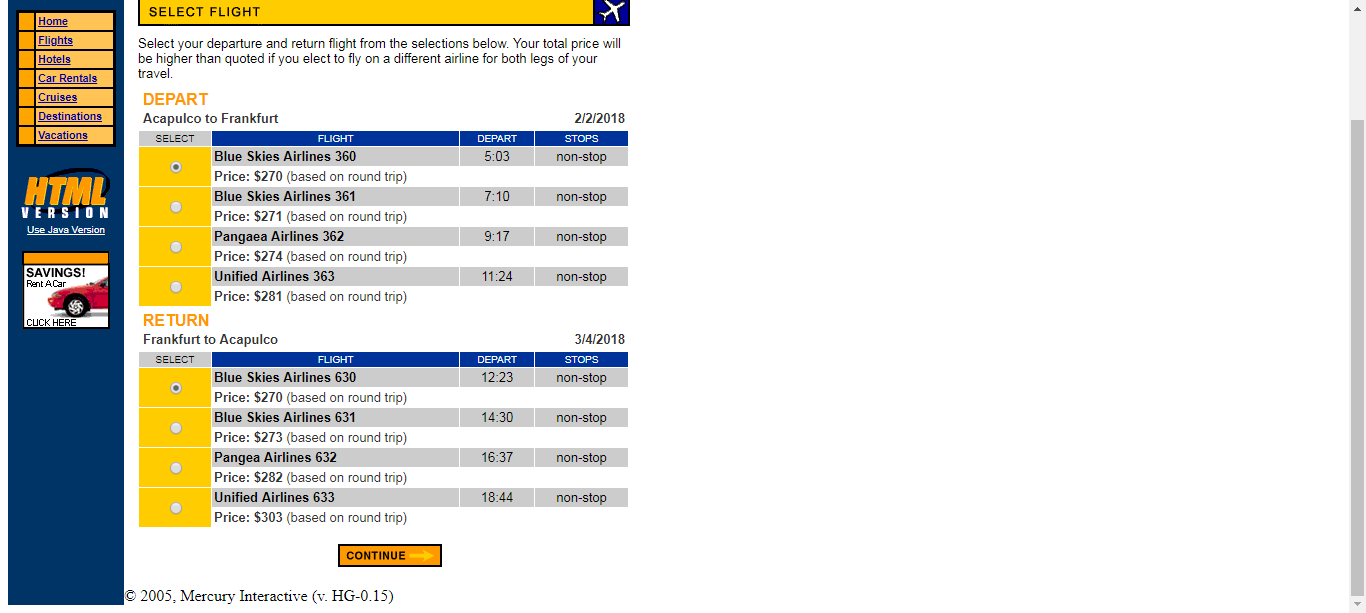 Home
Flights
Hotels
Car Rentals
Cruises
Destinations
Vacations
HTML
VERSION
Use Java Version
SAVINGS!
Rent A Car
CLICK HERE
SELECT FLIGHT
Select your departure and return flight from the selections below. Your total price will
be higher than quoted if you elect to fly on a different airline for both legs of your
travel.
DEPART
Acapulco to Frankfurt 2/2/2018
SELECT FLIGHT DEPART STOPS
Blue Skies Airlines 360 5:03 non-stop
Price: $270 (based on round trip)
Blue Skies Airlines 361 7:10 non-stop
Price: $271 (based on round trip)
Pangaea Airlines 362 9:17 non-stop
Price: $274 (based on round trip)
Unified Airlines 363 11:24 non-stop
Price: $281 (based on round trip)
RETURN
Frankfurt to Acapulco 3/4/2018
SELECT FLIGHT DEPART STOPS
Blue Skies Airlines 630 12:23 non-stop
Price: $270 (based on round trip)
Blue Skies Airlines 631 14:30 non-stop
Price: $273 (based on round trip)
Pangea Airlines 632 16:37 non-stop
Price: $282 (based on round trip)
Unified Airlines 633 18:44 non-stop
Price: $303 (based on round trip)
CONTINUE
© 2005, Mercury Interactive (v. HG-0.15)